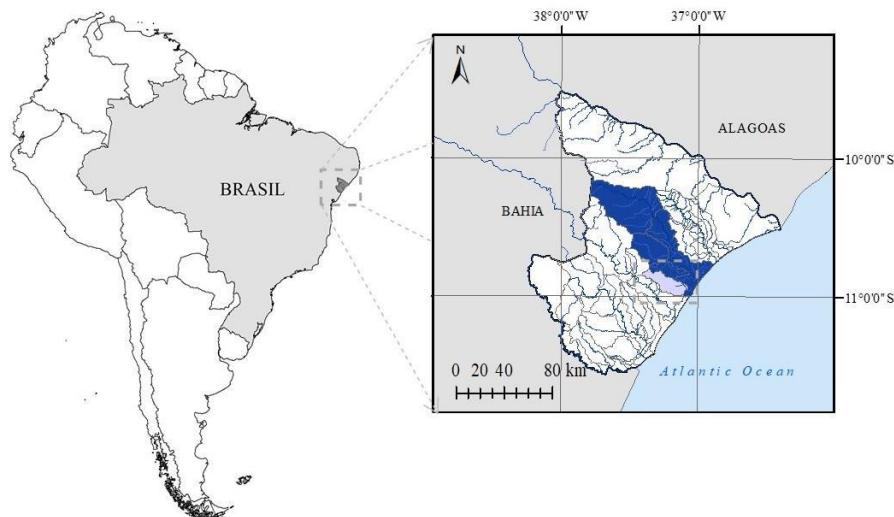 38°0'0"W 37°0'0"W
N
ALAGOAS
10°0'0"S
BRASIL
BAHIA
11°0'0"S
0 20 40 80 km
Atlantic Ocean